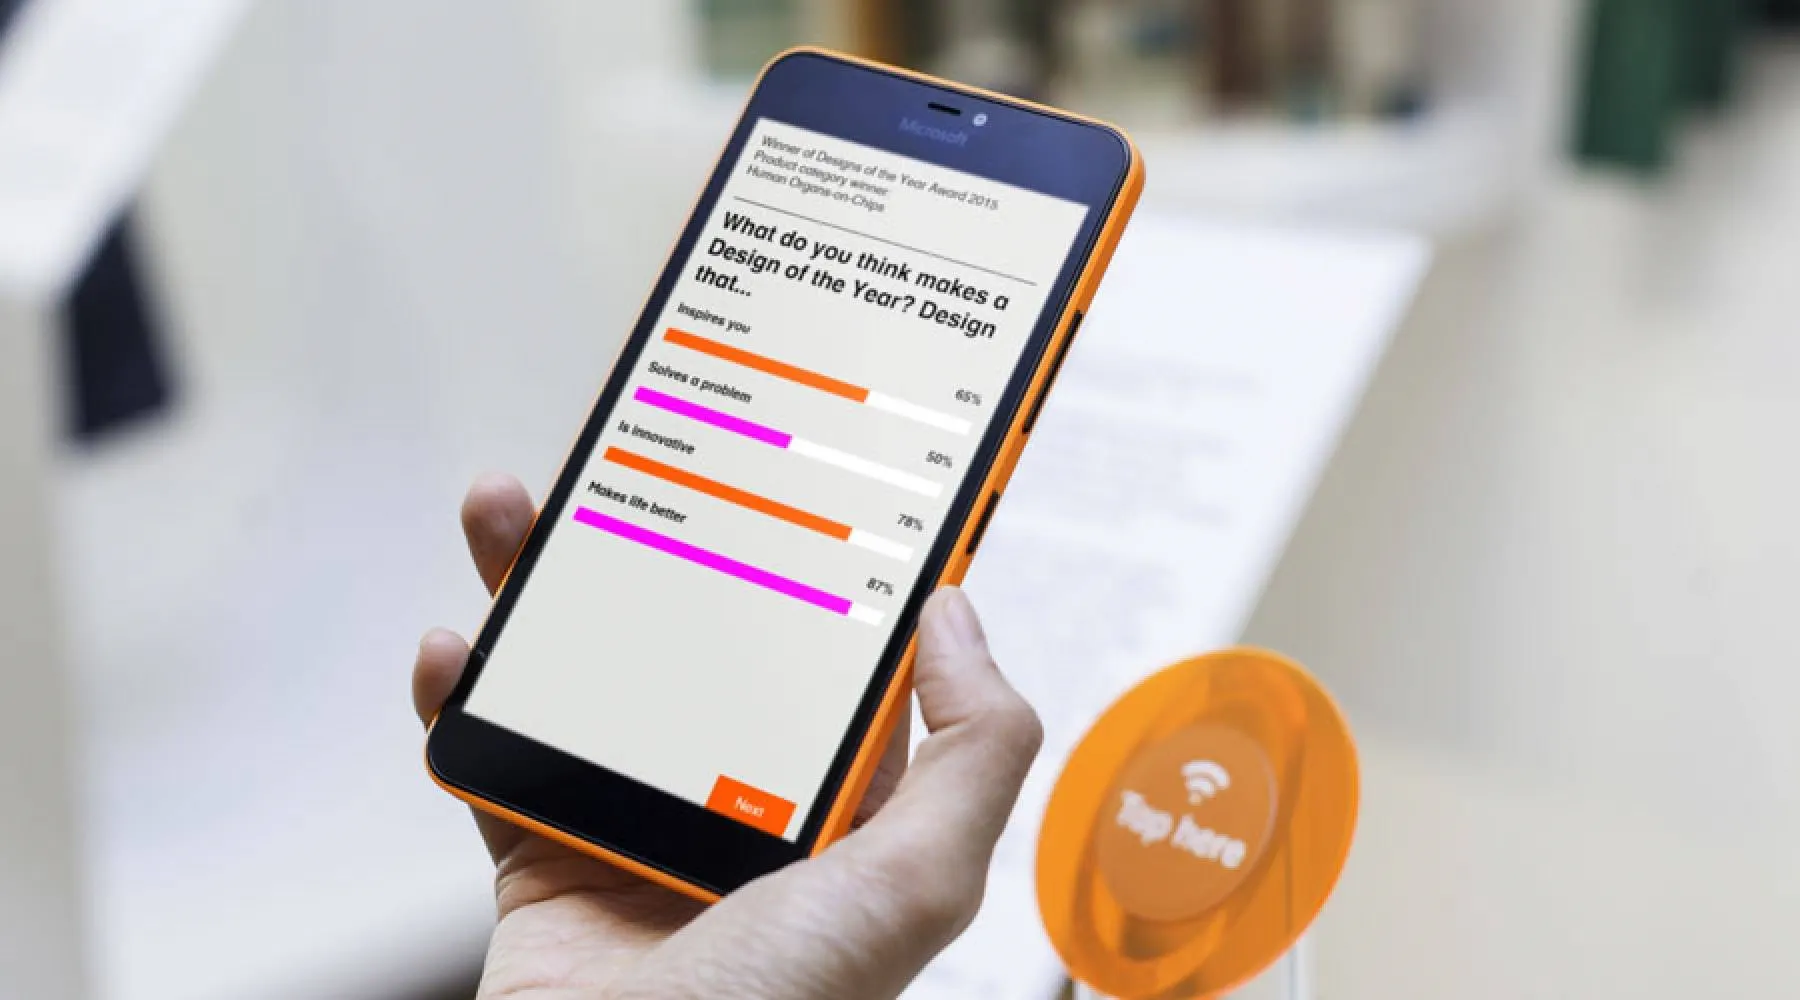 Microsoft
Winner of Designs of the Year Award 2015
Product category winner:
Human Organs-on-Chips
What do you think makes a
Design of the Year? Design
that...
Inspires you
65%
Solves a problem
50%
Is innovative
78%
Makes life better
87%
Next
Tap here